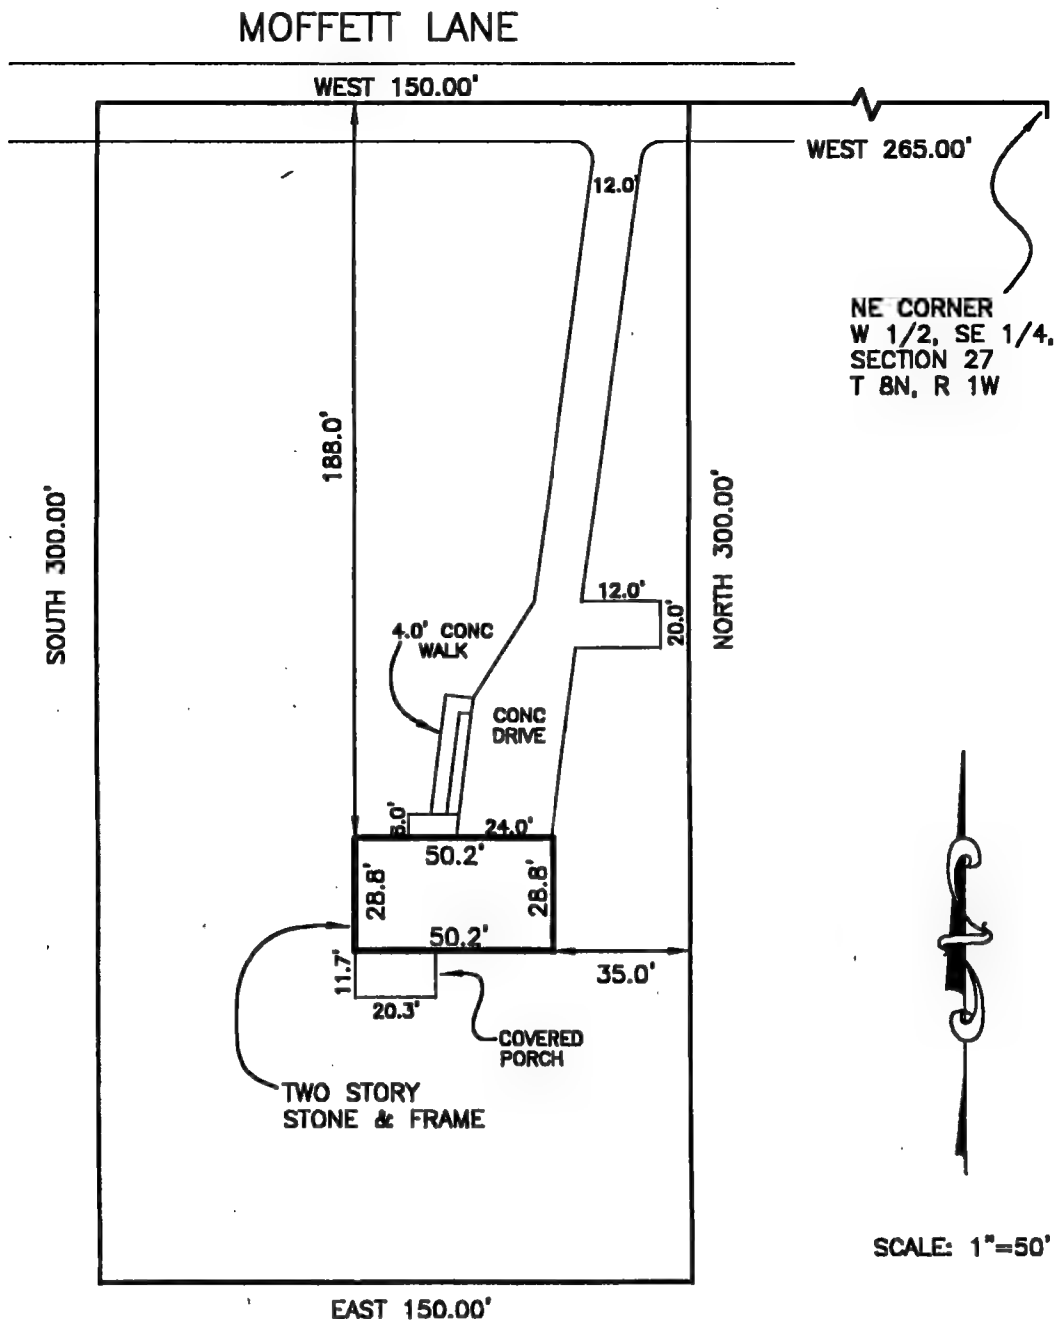 MOFFETT LANE
WEST 150.00'
WEST 265.00'
12.0'
NE CORNER
W 1/2, SE 1/4,
SECTION 27
T 8N, R 1W
188.0'
SOUTH 300.00'
NORTH 300.00'
12.0'
20.0'
4.0' CONC
WALK
CONC
DRIVE
24.0'
50.2'
28.8'
28.8'
50.2'
11.7'
35.0'
20.3'
COVERED
PORCH
TWO STORY
STONE & FRAME
SCALE: 1"=50'
EAST 150.00'